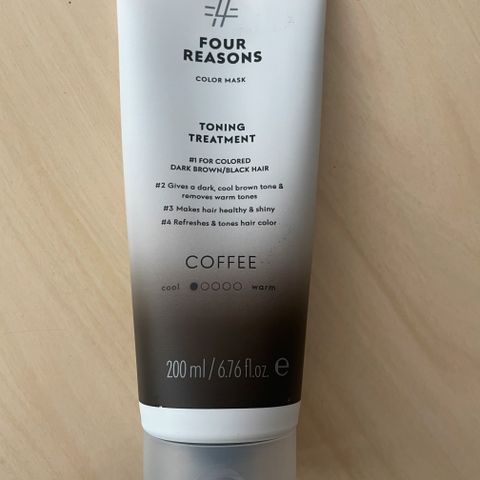 FOUR
REASONS
COLOR MASK
TONING
TREATMENT
#1 FOR COLORED
DARK BROWN/BLACK HAIR
#2 Gives a dark, cool brown tone &
removes warm tones
#3 Makes hair healthy & shiny
#4 Refreshes & tones hair color
COFFEE
cool warm
200 ml / 6.76 fl.oz. ℮